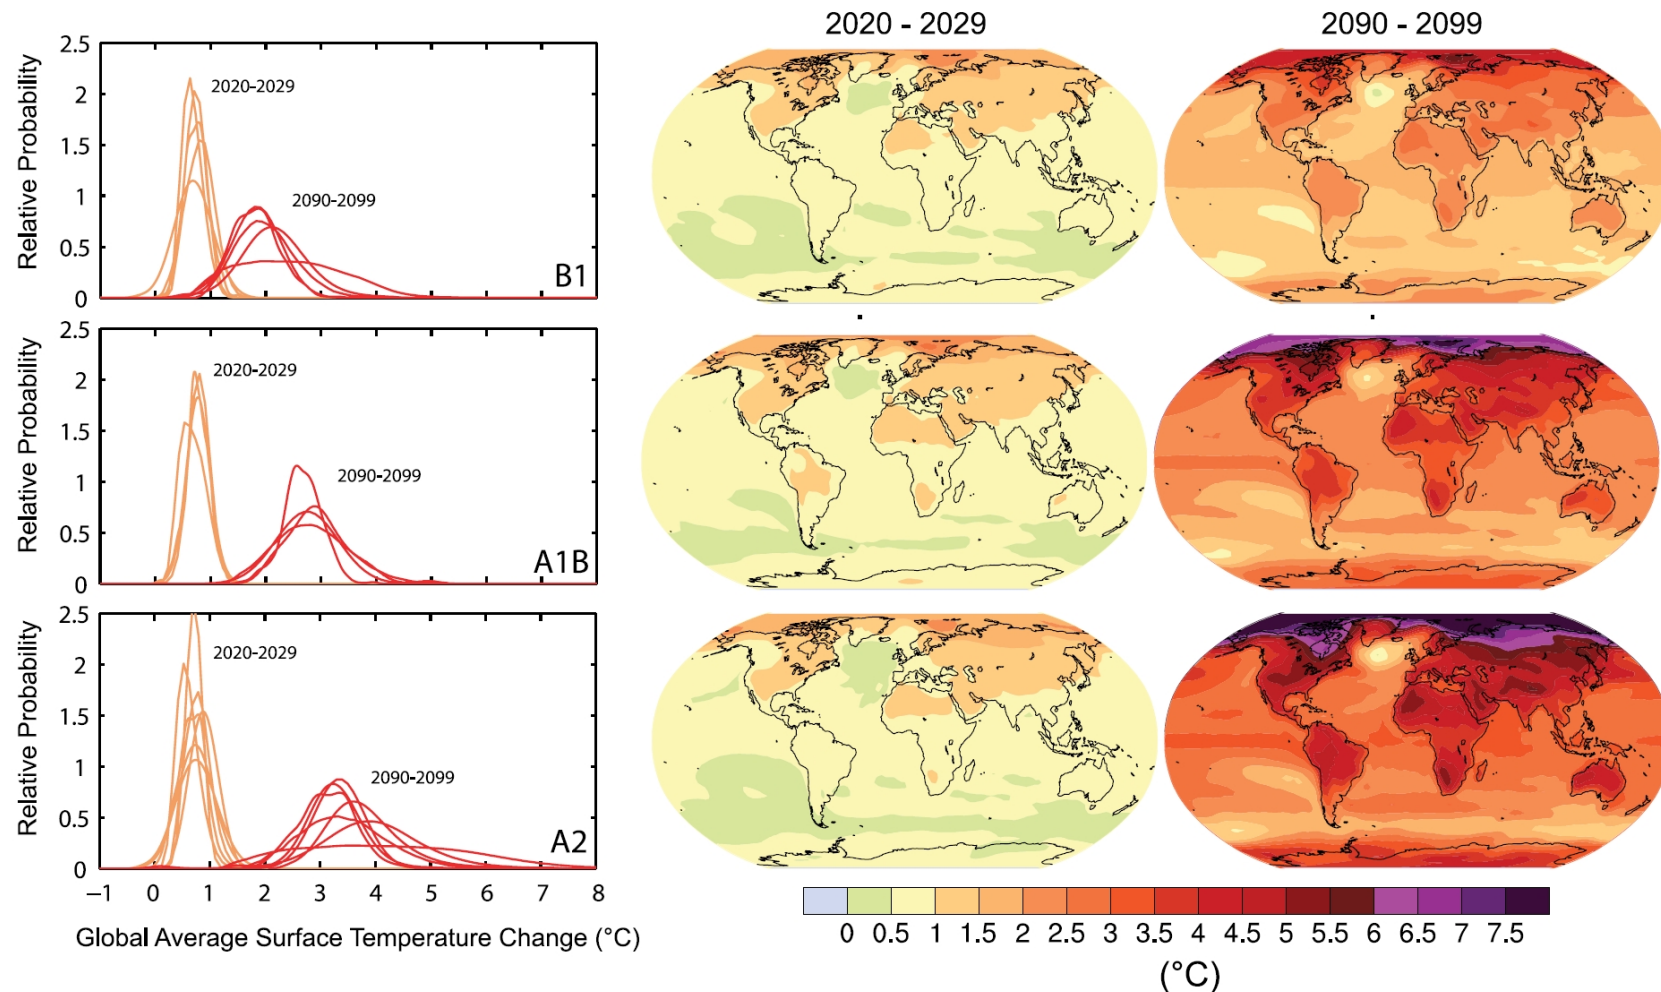 2020 - 2029
2090 - 2099
2.5
2
1.5
1
0.5
0
Relative Probability
2020-2029
2090-2099
B1
2.5
2
1.5
1
0.5
0
Relative Probability
2020-2029
2090-2099
A1B
2.5
2
1.5
1
0.5
0
Relative Probability
2020-2029
2090-2099
A2
−1 0 1 2 3 4 5 6 7 8
Global Average Surface Temperature Change (°C)
0 0.5 1 1.5 2 2.5 3 3.5 4 4.5 5 5.5 6 6.5 7 7.5
(°C)